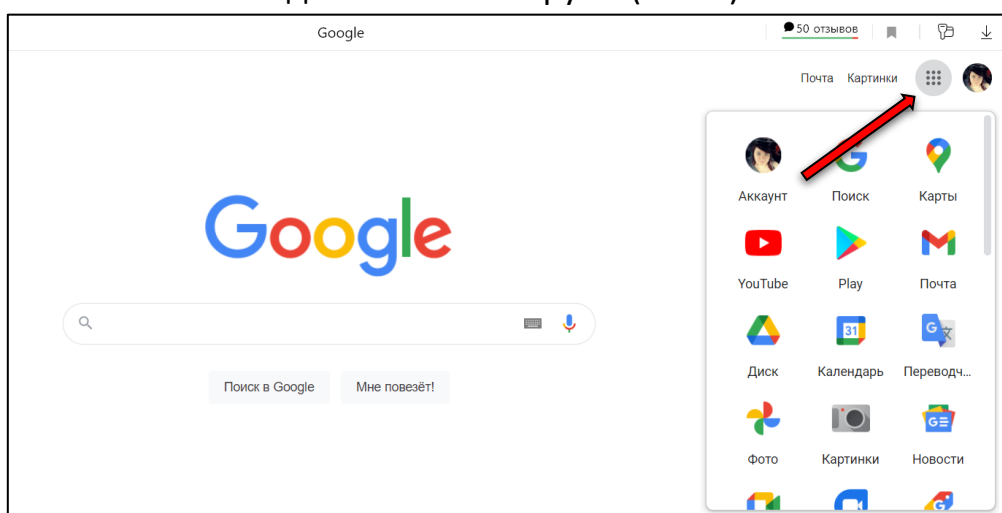 Google
50 отзывов
Почта Картинки
Аккаунт Поиск Карты
Google
YouTube Play Почта
31
G
Диск Календарь Переводч...
Поиск в Google Мне повезёт!
GE
Фото Картинки Новости
G